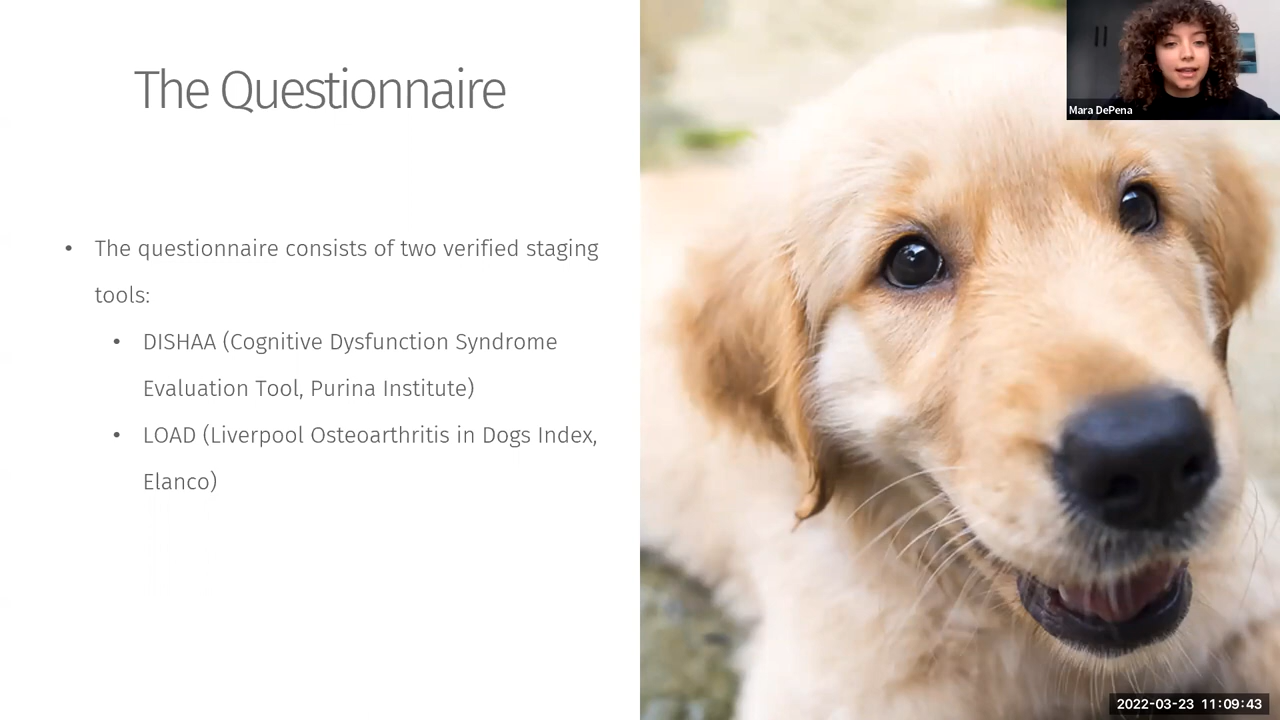 The Questionnaire
• The questionnaire consists of two verified staging
tools:
• DISHAA (Cognitive Dysfunction Syndrome
Evaluation Tool, Purina Institute)
• LOAD (Liverpool Osteoarthritis in Dogs Index,
Elanco)
Mara DePena
2022-03-23 11:09:43